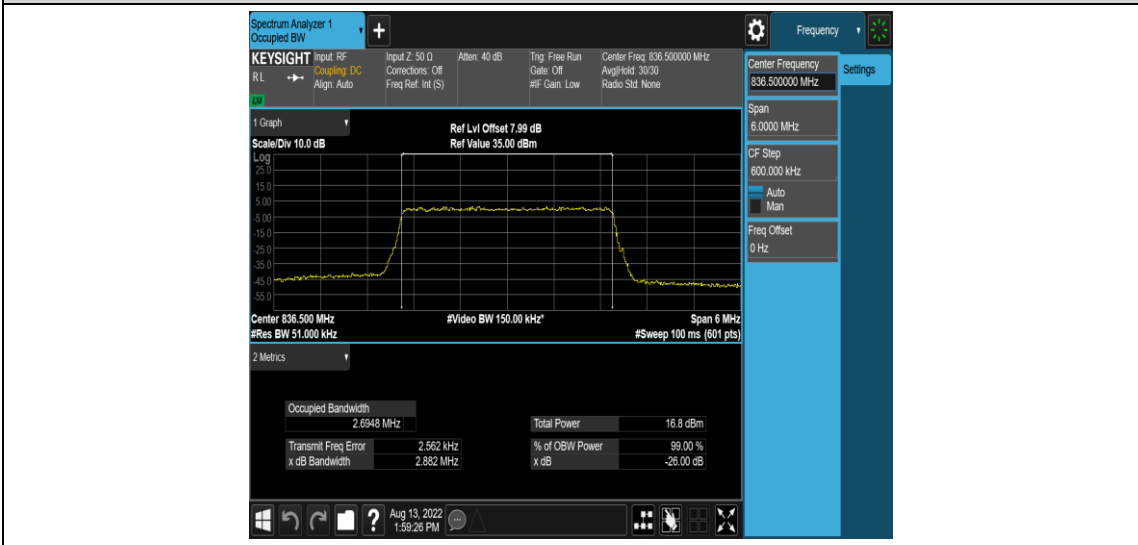 Spectrum Analyzer 1
Occupied BW
+
Frequency
KEYSIGHT
RL
LXI
Input: RF
Coupling: DC
Align: Auto
Input Z: 50 Ω
Corrections: Off
Freq Ref: Int (S)
Atten: 40 dB
Trig: Free Run
Gate: Off
#IF Gain: Low
Center Freq: 836.500000 MHz
Avg|Hold: 30/30
Radio Std: None
Center Frequency
836.500000 MHz
Settings
Span
6.0000 MHz
CF Step
600.000 kHz
Auto
Man
Freq Offset
0 Hz
1 Graph
Scale/Div 10.0 dB
Ref Lvl Offset 7.99 dB
Ref Value 35.00 dBm
Log
25.0
15.0
5.00
-5.00
-15.0
-25.0
-35.0
-45.0
-55.0
Center 836.500 MHz
#Video BW 150.00 kHz*
Span 6 MHz
#Res BW 51.000 kHz
#Sweep 100 ms (601 pts)
2 Metrics
Occupied Bandwidth
2.6948 MHz
Total Power 16.8 dBm
Transmit Freq Error 2.562 kHz
% of OBW Power 99.00 %
x dB Bandwidth 2.882 MHz
x dB -26.00 dB
?
Aug 13, 2022
1:59:26 PM